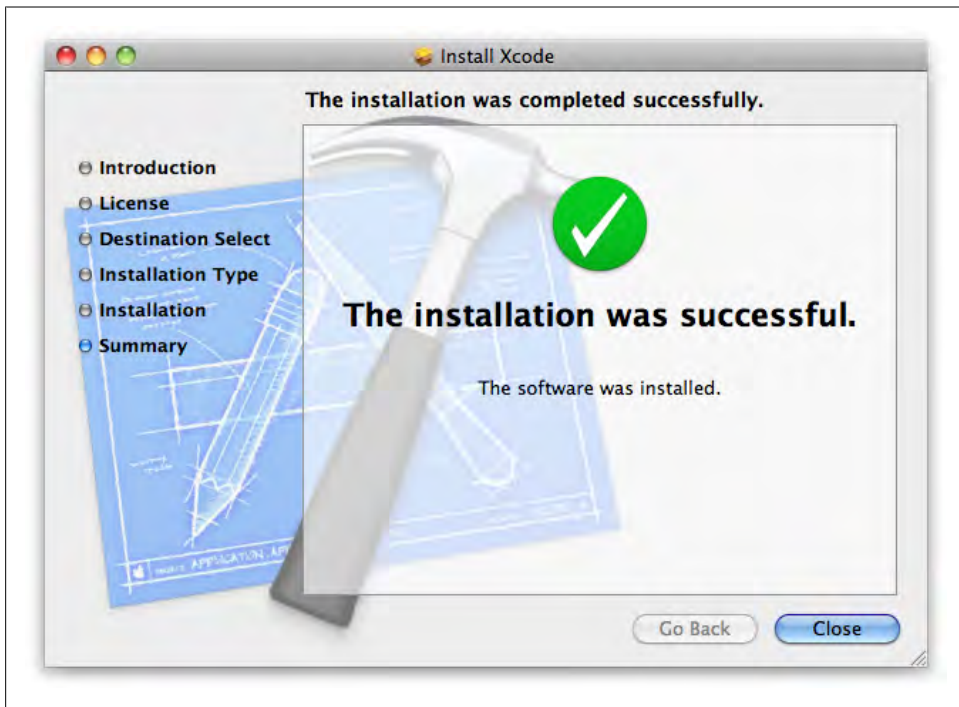 Install Xcode
The installation was completed successfully.
Introduction
License
Destination Select
Installation Type
Installation
Summary
The installation was successful.
The software was installed.
APPLICATION
Go Back
Close